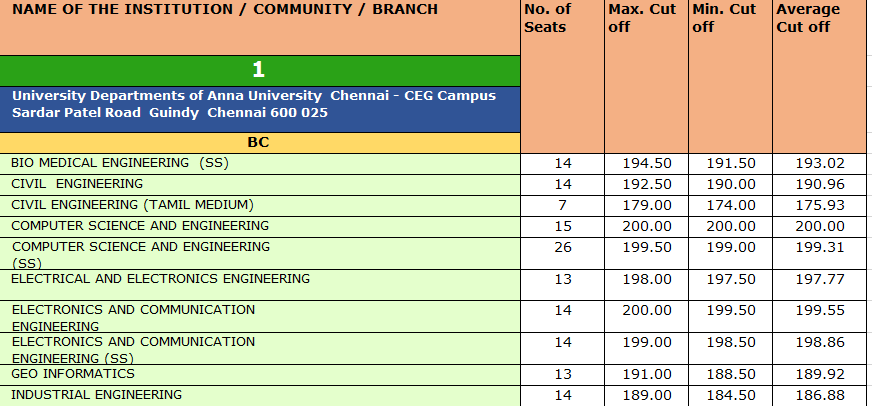 NAME OF THE INSTITUTION / COMMUNITY / BRANCH No. of Seats Max. Cut off Min. Cut off Average Cut off
1
University Departments of Anna University Chennai - CEG Campus
Sardar Patel Road Guindy Chennai 600 025
BC
BIO MEDICAL ENGINEERING (SS) 14 194.50 191.50 193.02
CIVIL ENGINEERING 14 192.50 190.00 190.96
CIVIL ENGINEERING (TAMIL MEDIUM) 7 179.00 174.00 175.93
COMPUTER SCIENCE AND ENGINEERING 15 200.00 200.00 200.00
COMPUTER SCIENCE AND ENGINEERING 26 199.50 199.00 199.31
(SS)
ELECTRICAL AND ELECTRONICS ENGINEERING 13 198.00 197.50 197.77
ELECTRONICS AND COMMUNICATION 14 200.00 199.50 199.55
ENGINEERING
ELECTRONICS AND COMMUNICATION 14 199.00 198.50 198.86
ENGINEERING (SS)
GEO INFORMATICS 13 191.00 188.50 189.92
INDUSTRIAL ENGINEERING 14 189.00 184.50 186.88